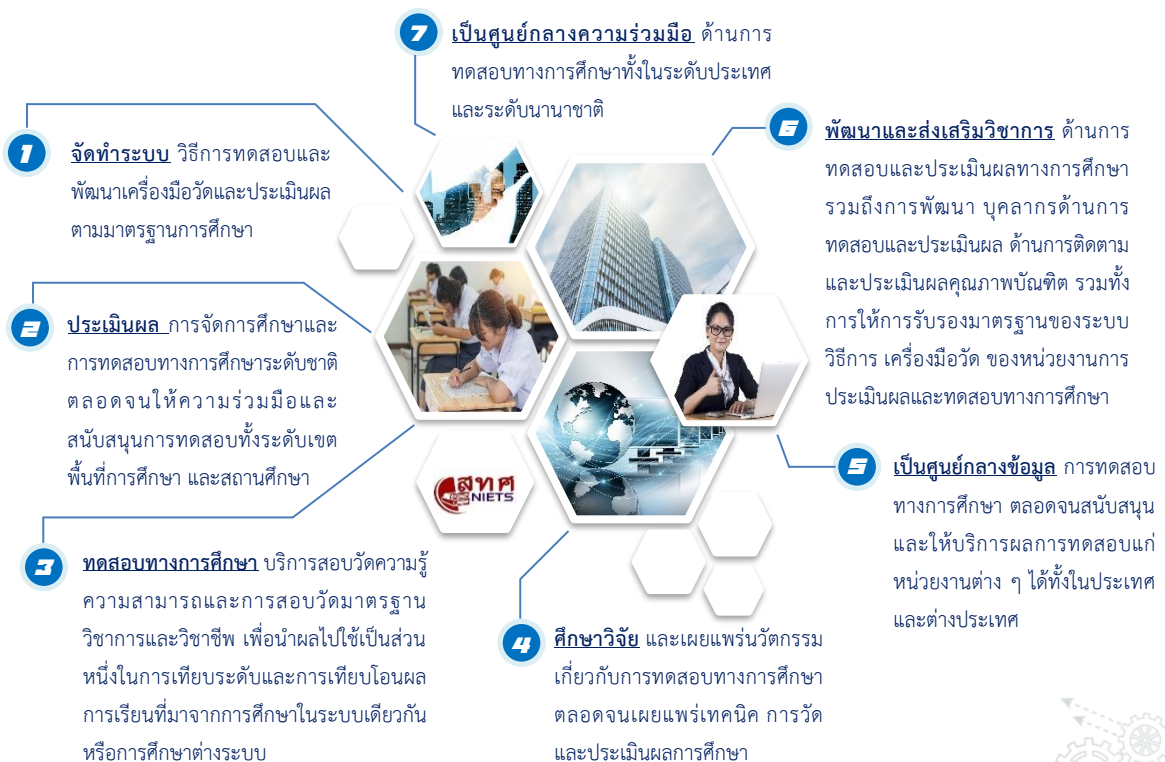 7
เป็นศูนย์กลางความร่วมมือ ด้านการ
ทดสอบทางการศึกษาทั้งในระดับประเทศ
และระดับนานาชาติ
1
จัดทำระบบ วิธีการทดสอบและ
พัฒนาเครื่องมือวัดและประเมินผล
ตามมาตรฐานการศึกษา
6
พัฒนาและส่งเสริมวิชาการ ด้านการ
ทดสอบและประเมินผลทางการศึกษา
รวมถึงการพัฒนา บุคลากรด้านการ
ทดสอบและประเมินผล ด้านการติดตาม
และประเมินผลคุณภาพบัณฑิต รวมทั้ง
การให้การรับรองมาตรฐานของระบบ
วิธีการ เครื่องมือวัด ของหน่วยงานการ
ประเมินผลและทดสอบทางการศึกษา
2
ประเมินผล การจัดการศึกษาและ
การทดสอบทางการศึกษาระดับชาติ
ตลอดจนให้ความร่วมมือและ
สนับสนุนการทดสอบทั้งระดับเขต
พื้นที่การศึกษา และสถานศึกษา
สทศ
NIETS
5
เป็นศูนย์กลางข้อมูล การทดสอบ
ทางการศึกษา ตลอดจนสนับสนุน
และให้บริการผลการทดสอบแก่
หน่วยงานต่าง ๆ ได้ทั้งในประเทศ
และต่างประเทศ
3
ทดสอบทางการศึกษา บริการสอบวัดความรู้
ความสามารถและการสอบวัดมาตรฐาน
วิชาการและวิชาชีพ เพื่อนำผลไปใช้เป็นส่วน
หนึ่งในการเทียบระดับและการเทียบโอนผล
การเรียนที่มาจากการศึกษาในระบบเดียวกัน
หรือการศึกษาต่างระบบ
4
ศึกษาวิจัย และเผยแพร่นวัตกรรม
เกี่ยวกับการทดสอบทางการศึกษา
ตลอดจนเผยแพร่เทคนิค การวัด
และประเมินผลการศึกษา